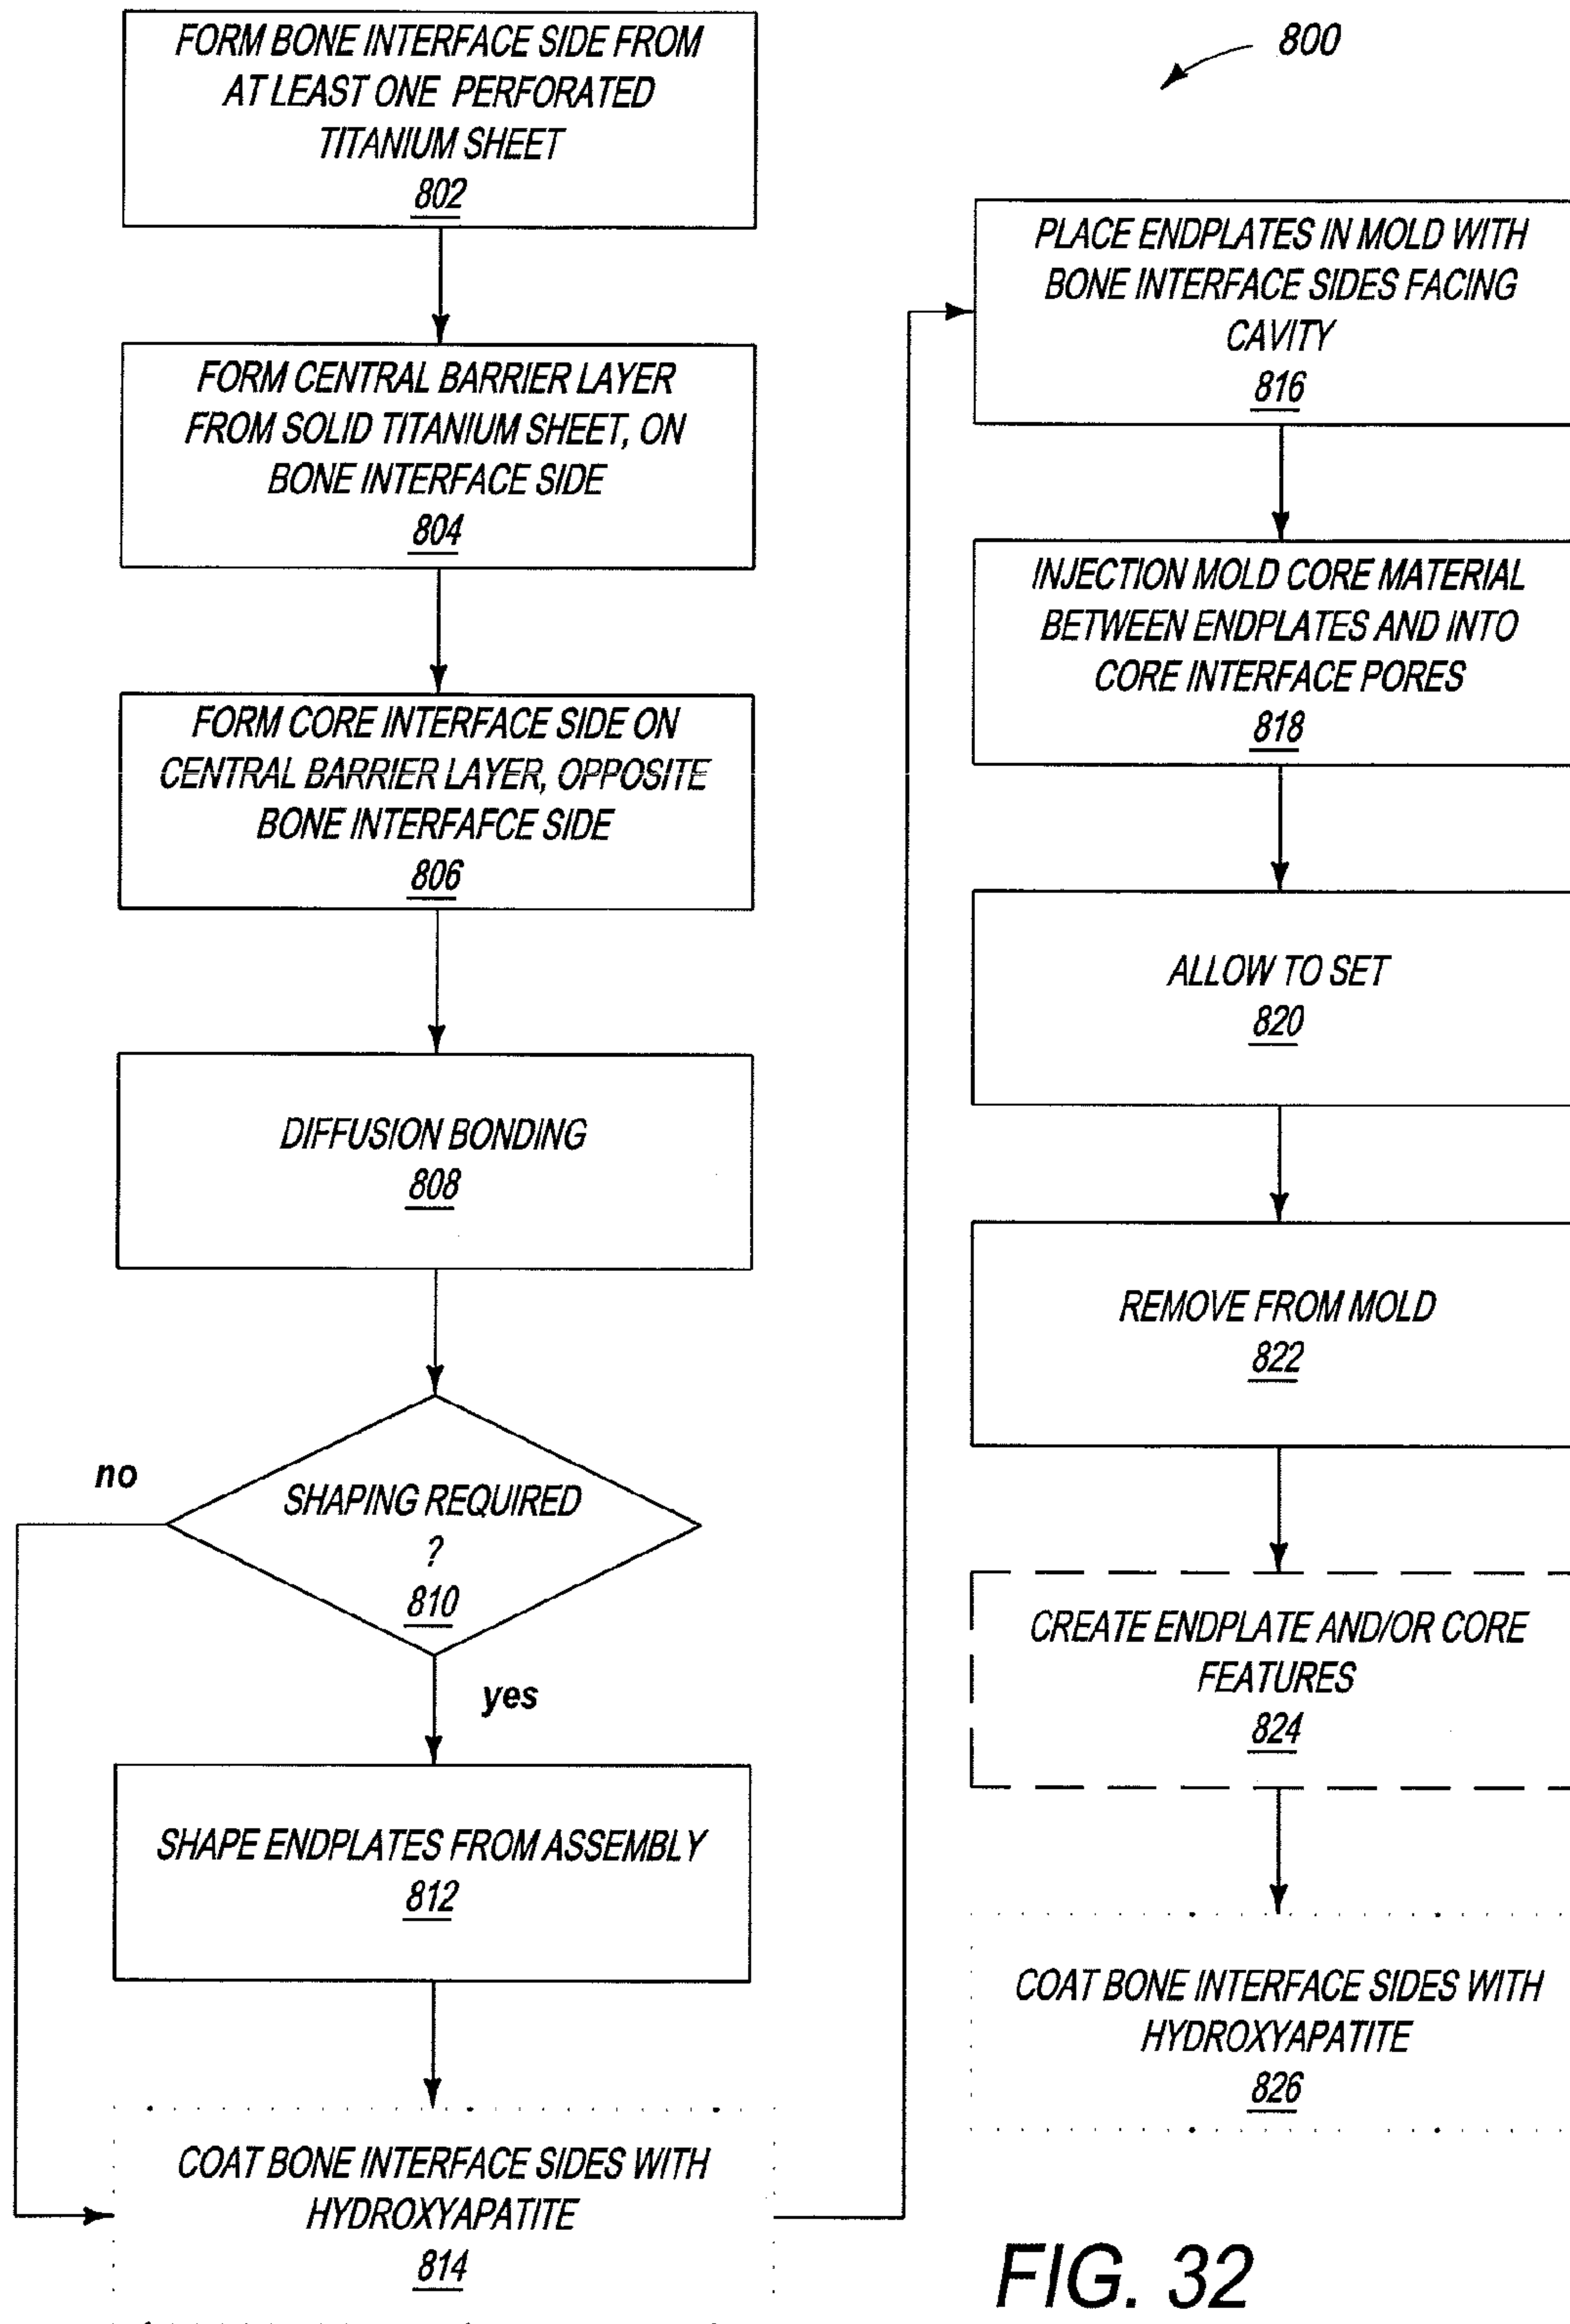 FORM BONE INTERFACE SIDE FROM
AT LEAST ONE PERFORATED
TITANIUM SHEET
802
FORM CENTRAL BARRIER LAYER
FROM SOLID TITANIUM SHEET, ON
BONE INTERFACE SIDE
804
FORM CORE INTERFACE SIDE ON
CENTRAL BARRIER LAYER, OPPOSITE
BONE INTERFAFCE SIDE
806
DIFFUSION BONDING
808
no
SHAPING REQUIRED
?
810
yes
SHAPE ENDPLATES FROM ASSEMBLY
812
COAT BONE INTERFACE SIDES WITH
HYDROXYAPATITE
814
800
PLACE ENDPLATES IN MOLD WITH
BONE INTERFACE SIDES FACING
CAVITY
816
INJECTION MOLD CORE MATERIAL
BETWEEN ENDPLATES AND INTO
CORE INTERFACE PORES
818
ALLOW TO SET
820
REMOVE FROM MOLD
822
CREATE ENDPLATE AND/OR CORE
FEATURES
824
COAT BONE INTERFACE SIDES WITH
HYDROXYAPATITE
826
FIG. 32